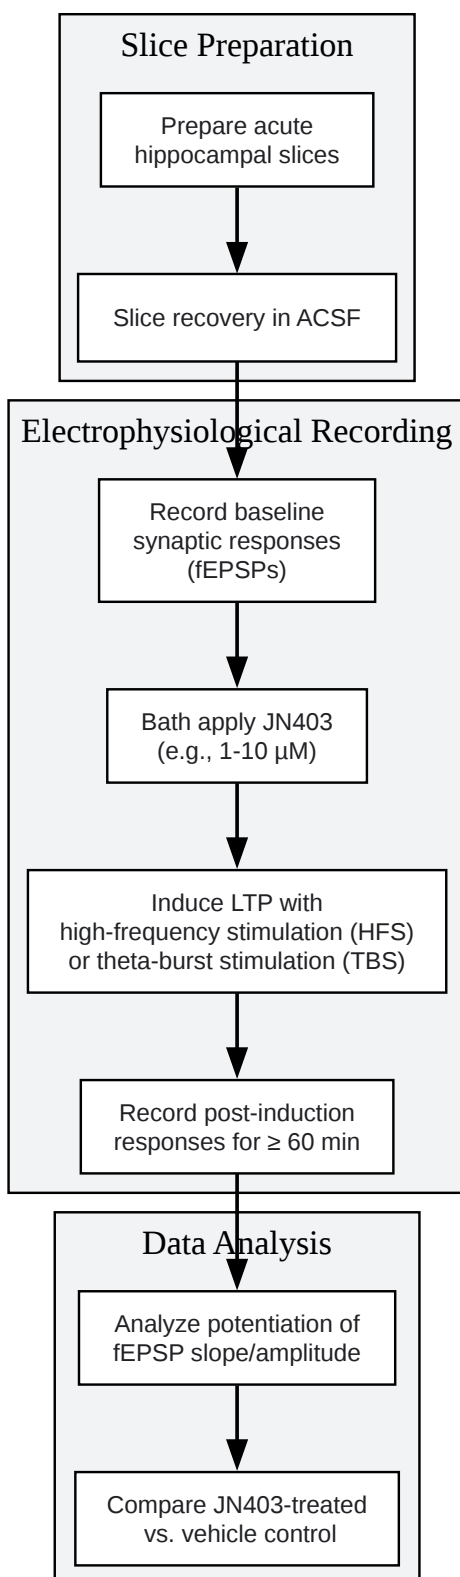 Slice Preparation
Prepare acute
hippocampal slices
Slice recovery in ACSF
Electrophysiological Recording
Record baseline
synaptic responses
(fEPSPs)
Bath apply JN403
(e.g., 1-10 µM)
Induce LTP with
high-frequency stimulation (HFS)
or theta-burst stimulation (TBS)
Record post-induction
responses for ≥ 60 min
Data Analysis
Analyze potentiation of
fEPSP slope/amplitude
Compare JN403-treated
vs. vehicle control